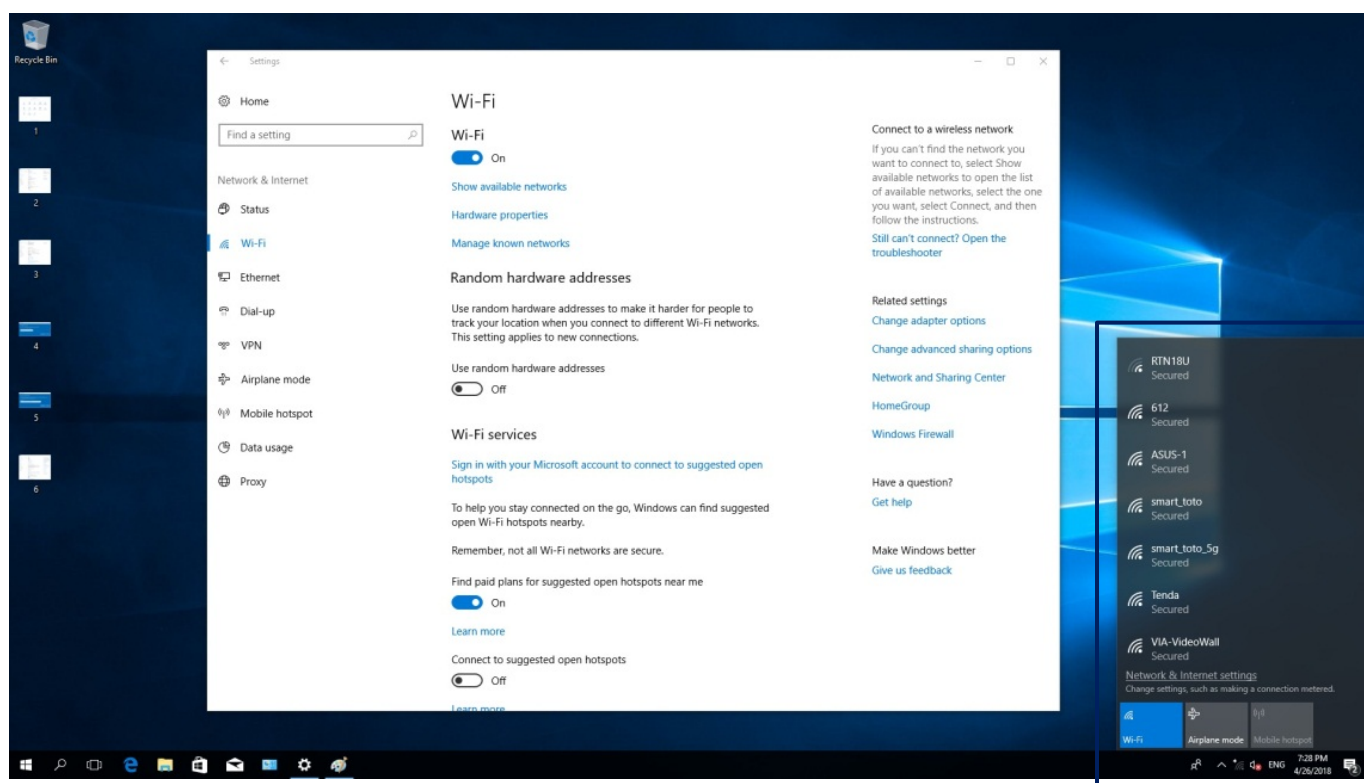 Recycle Bin
1
2
3
4
5
6
Settings
Home
Find a setting
Network & Internet
Status
Wi-Fi
Ethernet
Dial-up
VPN
Airplane mode
Mobile hotspot
Data usage
Proxy
Wi-Fi
Wi-Fi
On
Show available networks
Hardware properties
Manage known networks
Random hardware addresses
Use random hardware addresses to make it harder for people to
track your location when you connect to different Wi-Fi networks.
This setting applies to new connections.
Use random hardware addresses
Off
Wi-Fi services
Sign in with your Microsoft account to connect to suggested open
hotspots
To help you stay connected on the go, Windows can find suggested
open Wi-Fi hotspots nearby.
Remember, not all Wi-Fi networks are secure.
Find paid plans for suggested open hotspots near me
On
Learn more
Connect to suggested open hotspots
Off
Learn more
Connect to a wireless network
If you can't find the network you
want to connect to, select Show
available networks to open the list
of available networks, select the one
you want, select Connect, and then
follow the instructions.
Still can't connect? Open the
troubleshooter
Related settings
Change adapter options
Change advanced sharing options
Network and Sharing Center
HomeGroup
Windows Firewall
Have a question?
Get help
Make Windows better
Give us feedback
RTN18U
Secured
612
Secured
ASUS-1
Secured
smart_toto
Secured
smart_toto_5g
Secured
Tenda
Secured
VIA-VideoWall
Secured
Network & Internet settings
Change settings, such as making a connection metered.
Wi-Fi
Airplane mode
Mobile hotspot
ENG
7:28 PM
4/26/2018
2